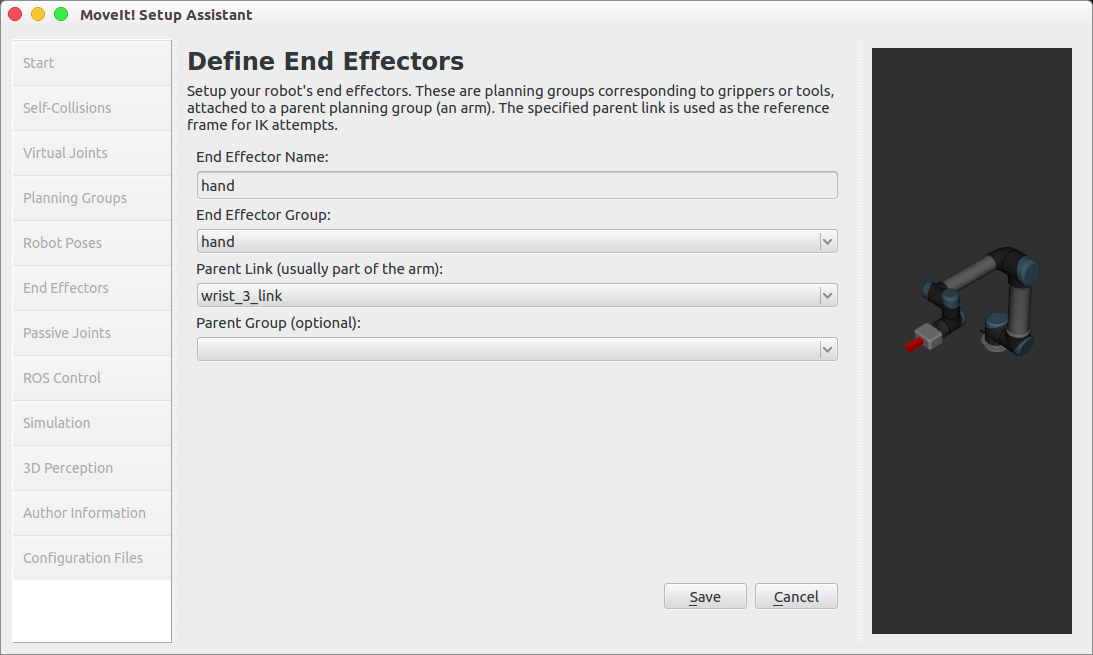 MoveIt! Setup Assistant
Start
Self-Collisions
Virtual Joints
Planning Groups
Robot Poses
End Effectors
Passive Joints
ROS Control
Simulation
3D Perception
Author Information
Configuration Files
Define End Effectors
Setup your robot's end effectors. These are planning groups corresponding to grippers or tools,
attached to a parent planning group (an arm). The specified parent link is used as the reference
frame for IK attempts.
End Effector Name:
hand
End Effector Group:
hand
Parent Link (usually part of the arm):
wrist_3_link
Parent Group (optional):
Save
Cancel